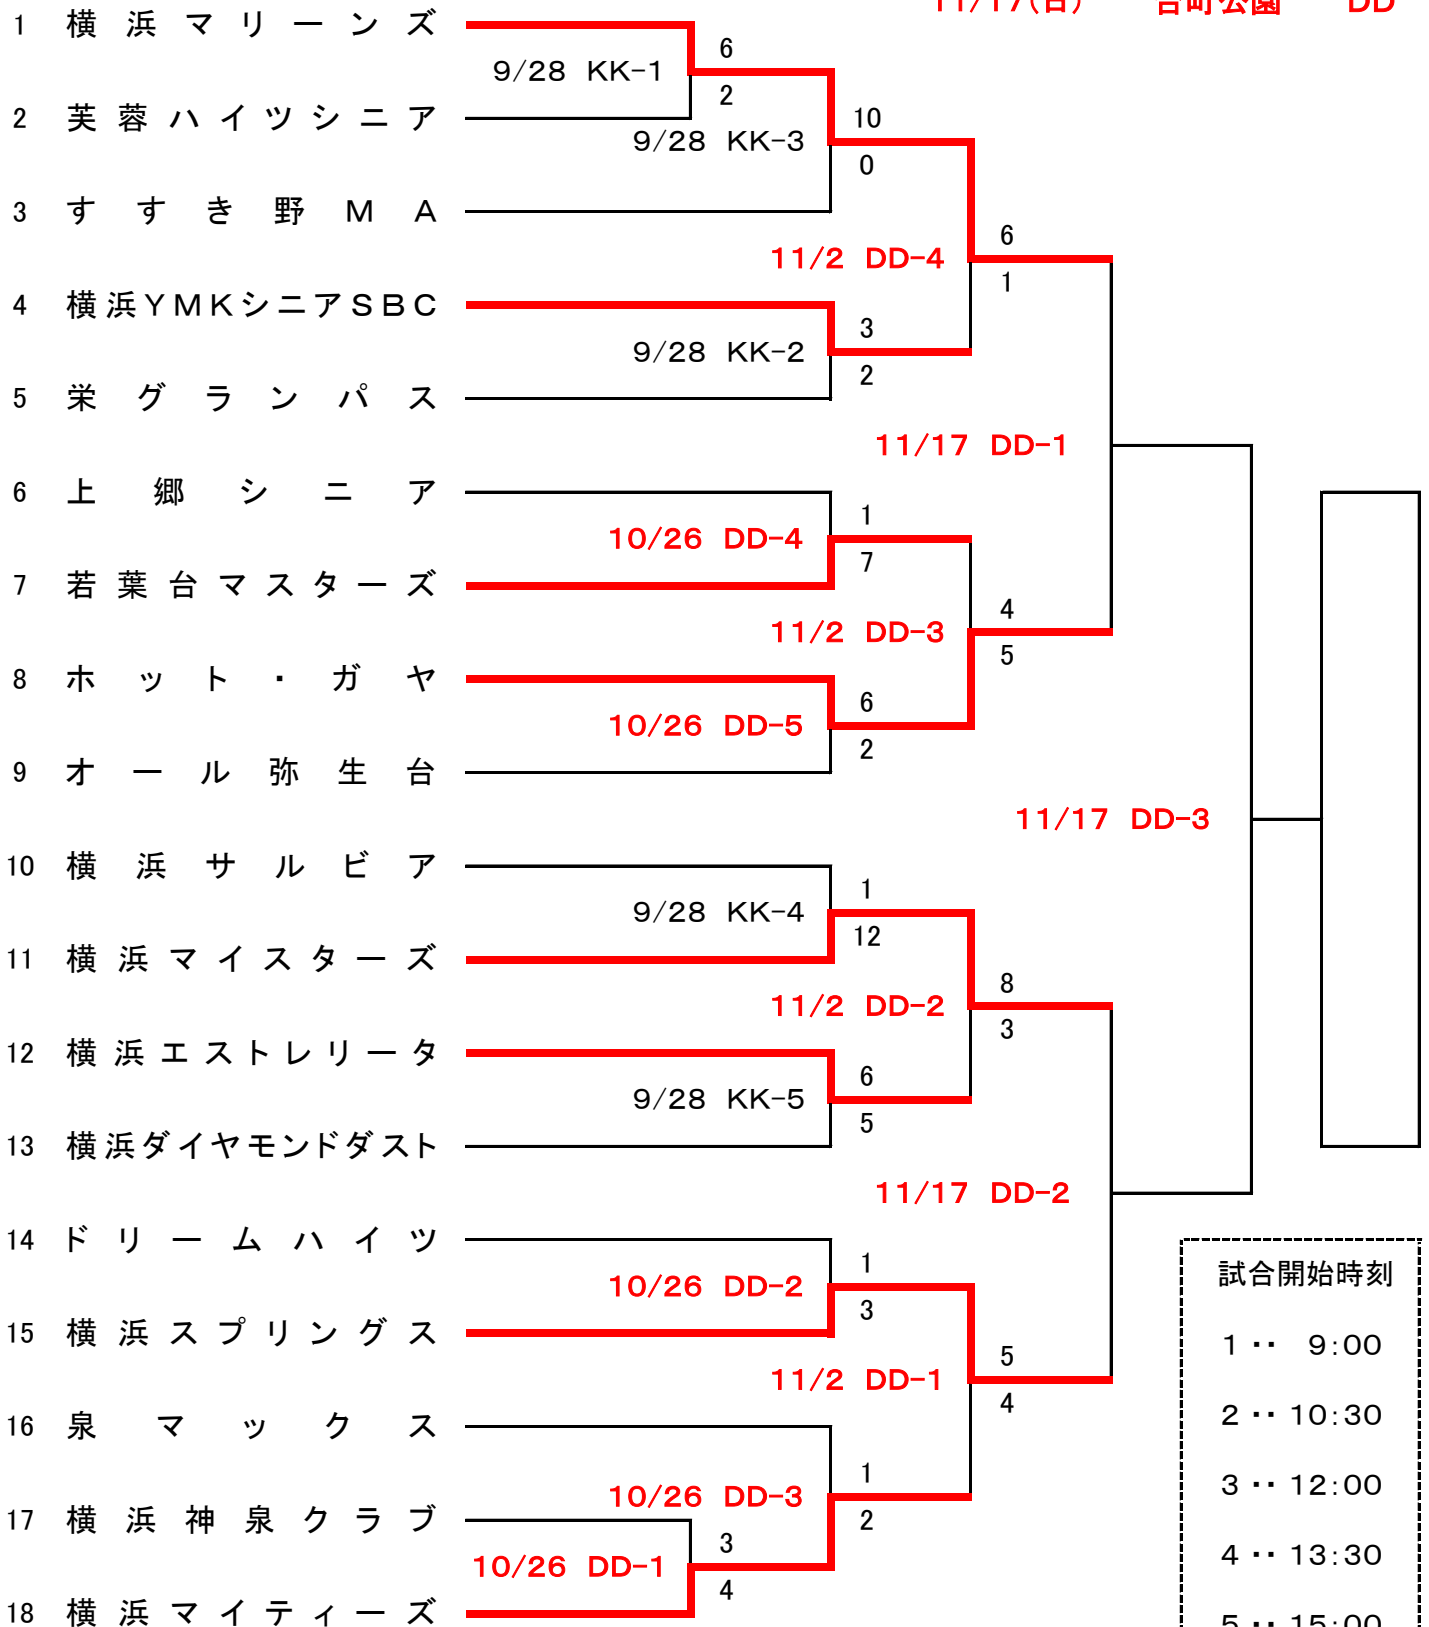 11/17(日) 台町公園 DD
1 横浜マリーンズ
6
9/28 KK-1
2
2 芙蓉ハイツシニア
10
9/28 KK-3
0
3 すすき野MA
6
11/2 DD-4
1
4 横浜YMKシニアSBC
3
9/28 KK-2
2
5 栄グランパス
11/17 DD-1
6 上郷シニア
1
10/26 DD-4
7
7 若葉台マスターズ
4
11/2 DD-3
5
8 ホット・ガヤ
6
10/26 DD-5
2
9 オール弥生台
11/17 DD-3
10 横浜サルビア
1
9/28 KK-4
12
11 横浜マイスターズ
8
11/2 DD-2
3
12 横浜エストレリータ
6
9/28 KK-5
5
13 横浜ダイヤモンドダスト
11/17 DD-2
14 ドリームハイツ
1
10/26 DD-2
3
15 横浜スプリングス
5
11/2 DD-1
4
16 泉マックス
1
10/26 DD-3
2
17 横浜神泉クラブ
3
10/26 DD-1
4
18 横浜マイティーズ
試合開始時刻
1 ・・ 9:00
2 ・・ 10:30
3 ・・ 12:00
4 ・・ 13:30
5 ・・ 15:00